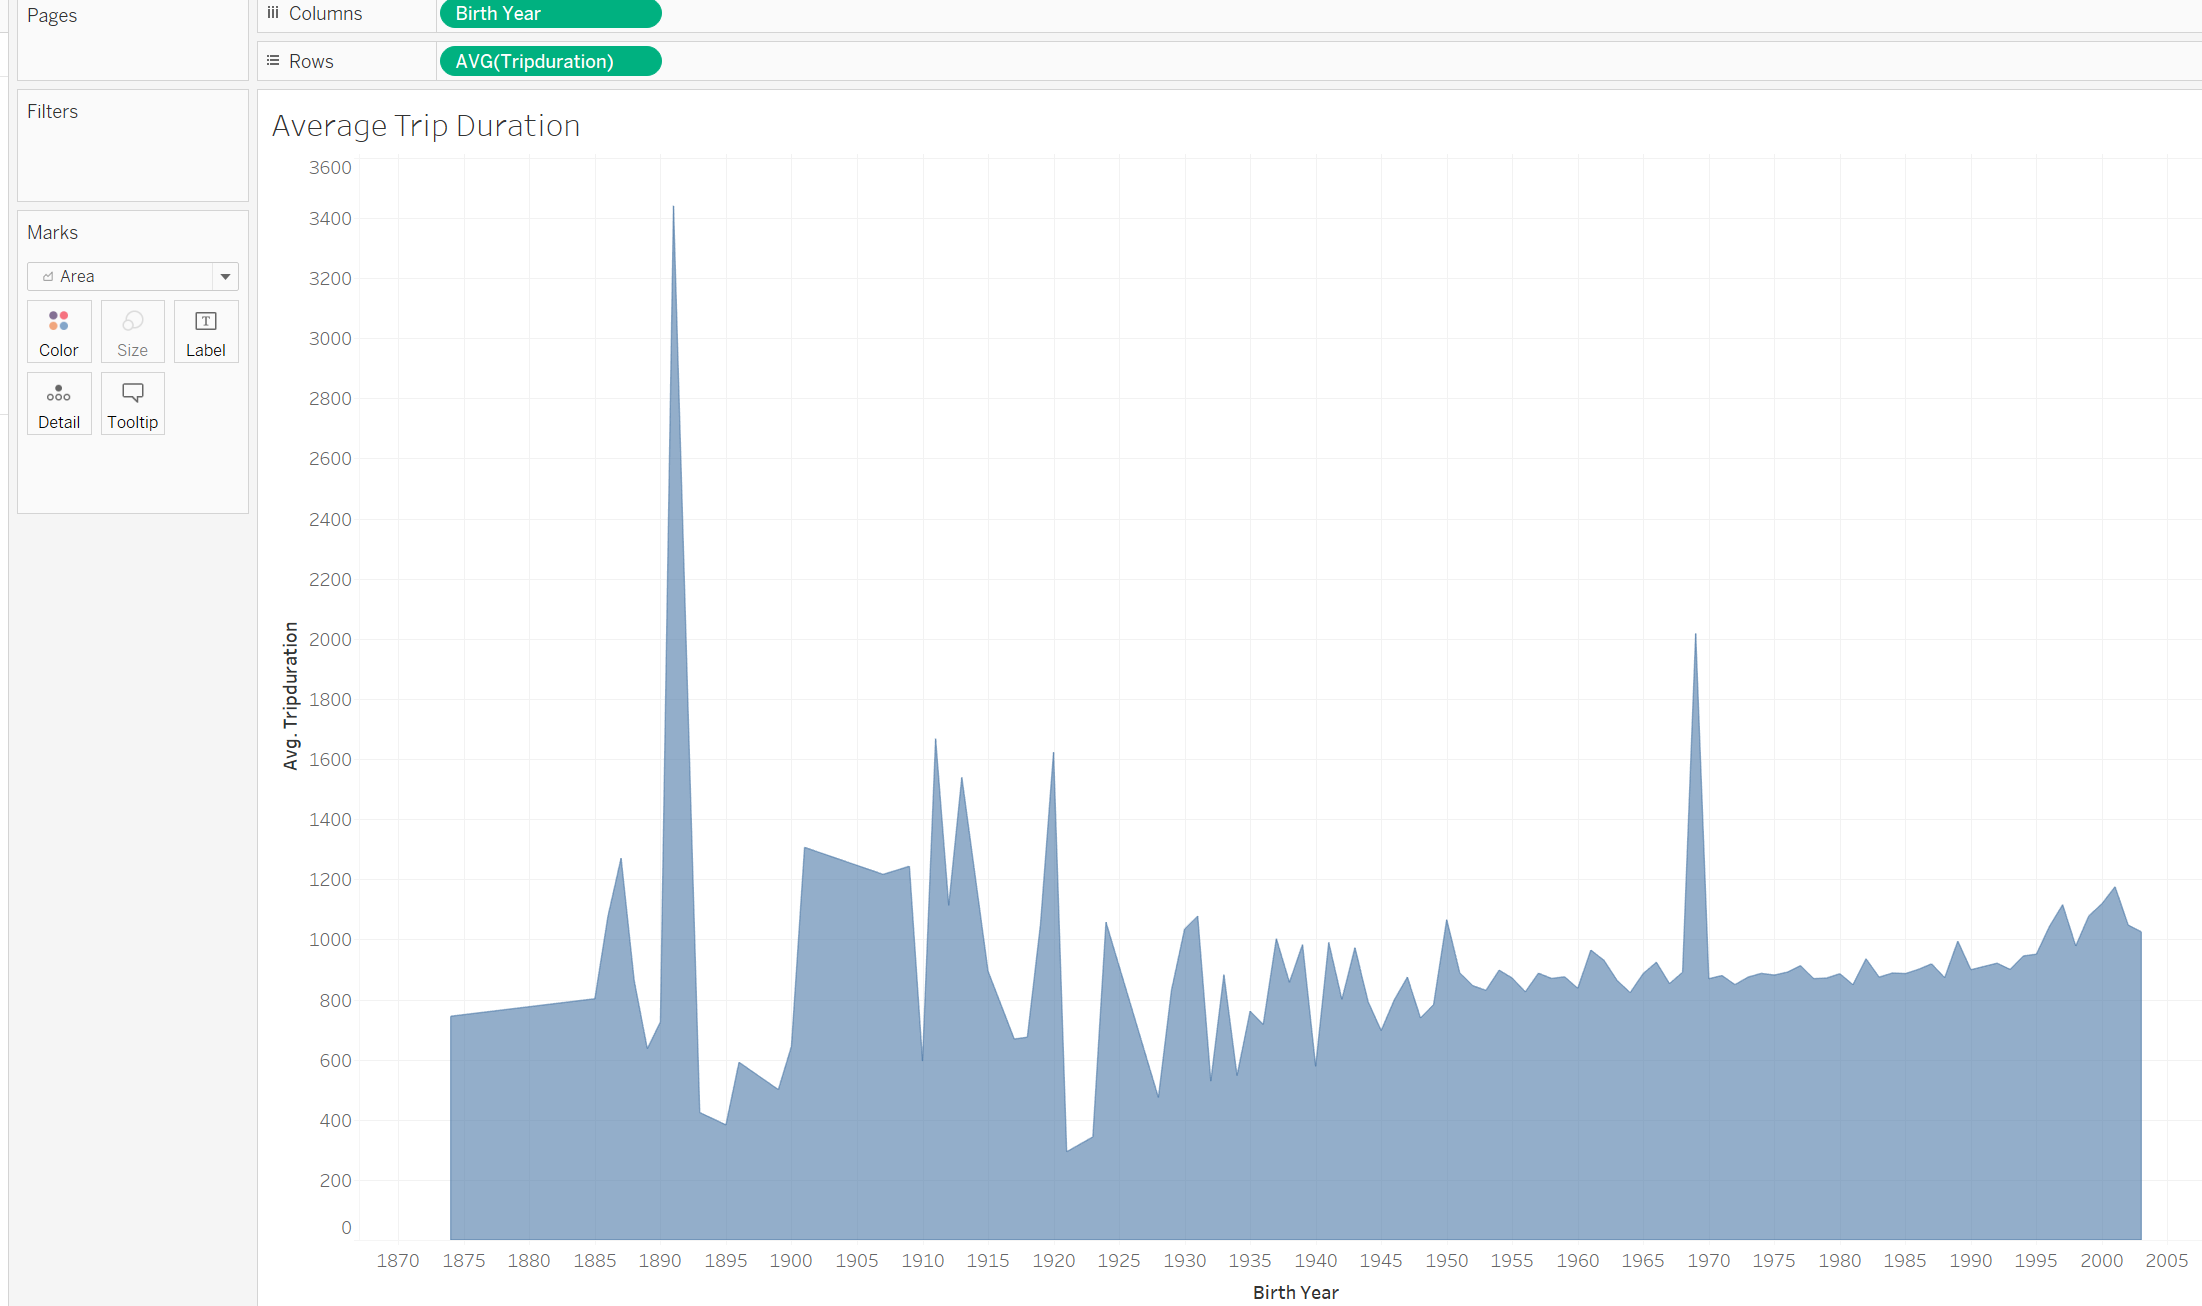 Pages
Columns
Birth Year
Rows
AVG(Tripduration)
Filters
Marks
Area
Color
Size
T
Label
Detail
Tooltip
Average Trip Duration
3600
3400
3200
3000
2800
2600
2400
2200
2000
1800
1600
1400
1200
1000
800
600
400
200
0
Avg. Tripduration
1870 1875 1880 1885 1890 1895 1900 1905 1910 1915 1920 1925 1930 1935 1940 1945 1950 1955 1960 1965 1970 1975 1980 1985 1990 1995 2000 2005
Birth Year